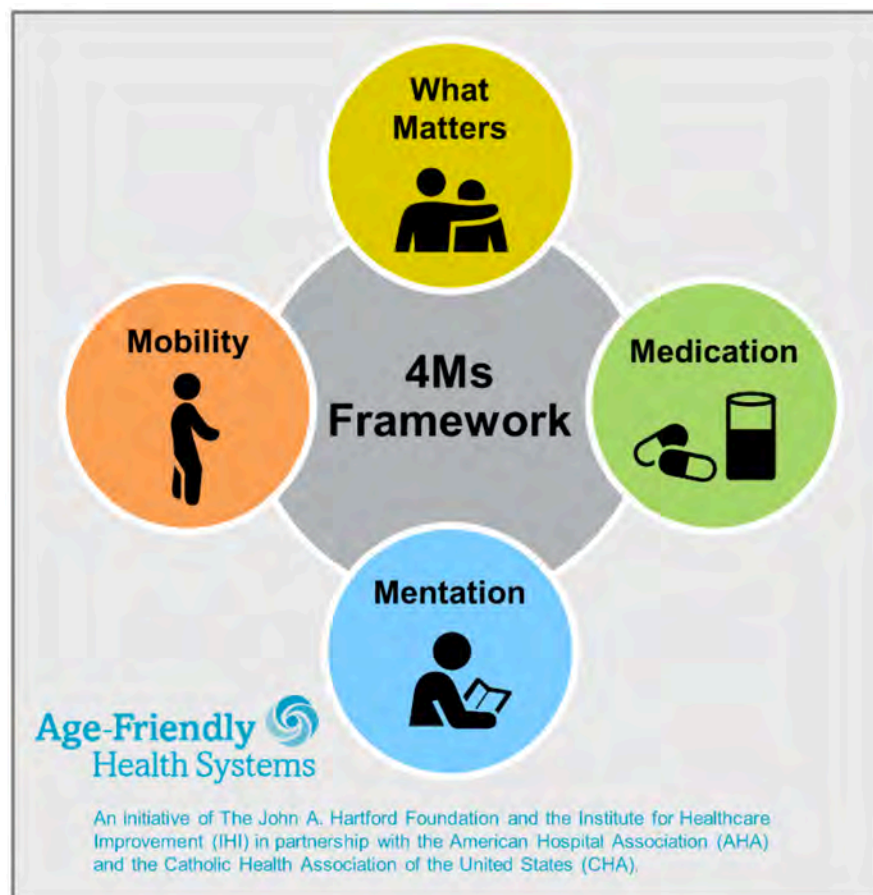 What
Matters
Mobility
4Ms
Framework
Medication
Mentation
Age-Friendly
Health Systems
An initiative of The John A. Hartford Foundation and the Institute for Healthcare
Improvement (IHI) in partnership with the American Hospital Association (AHA)
and the Catholic Health Association of the United States (CHA).